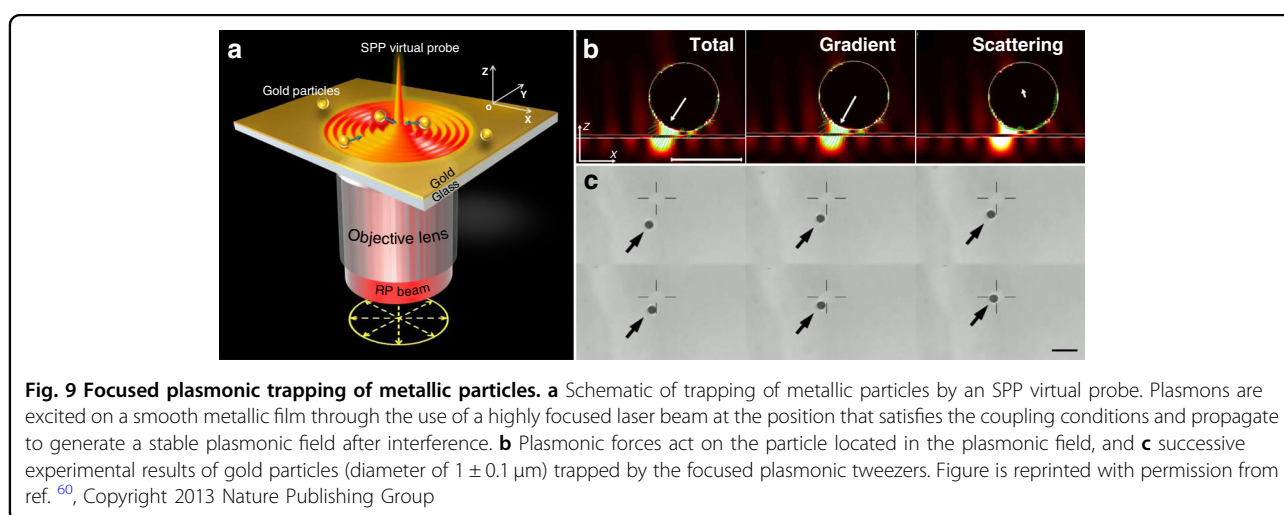 a
SPP virtual probe
Gold particles
Z
Y
o
X
Gold
Glass
Objective lens
RP beam
b
Total
Gradient
Scattering
z
x
c
Fig. 9 Focused plasmonic trapping of metallic particles. a Schematic of trapping of metallic particles by an SPP virtual probe. Plasmons are
excited on a smooth metallic film through the use of a highly focused laser beam at the position that satisfies the coupling conditions and propagate
to generate a stable plasmonic field after interference. b Plasmonic forces act on the particle located in the plasmonic field, and c successive
experimental results of gold particles (diameter of 1 ± 0.1 μm) trapped by the focused plasmonic tweezers. Figure is reprinted with permission from
ref. 60, Copyright 2013 Nature Publishing Group